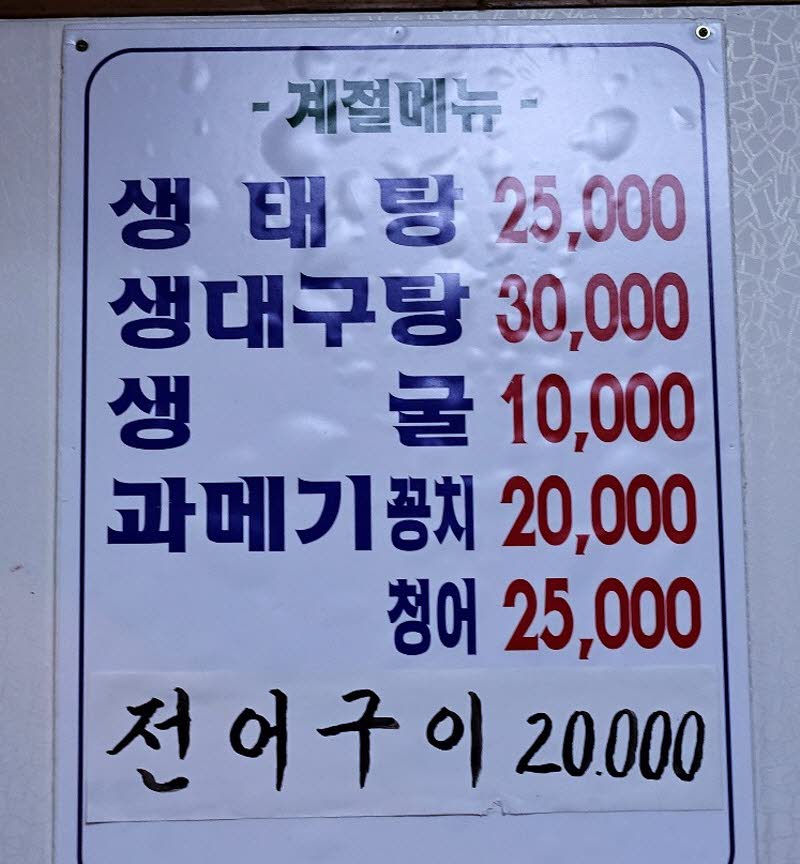 - 계절메뉴 -
생태탕 25,000
생대구탕 30,000
생굴 10,000
과메기 꽁치 20,000
청어 25,000
전어구이 20.000